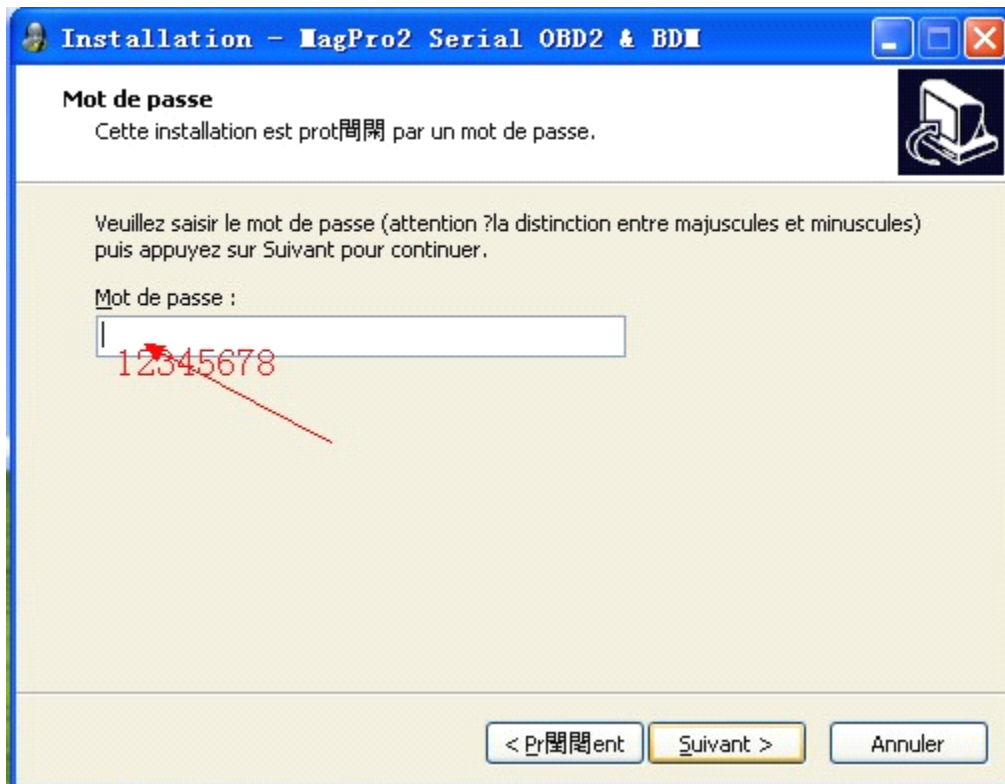 Installation - MagPro2 Serial OBD2 & BDM
Mot de passe
Cette installation est prot間閑 par un mot de passe.
Veuillez saisir le mot de passe (attention ?la distinction entre majuscules et minuscules)
puis appuyez sur Suivant pour continuer.
Mot de passe :
12345678
< Pr閏閐ent
Suivant >
Annuler